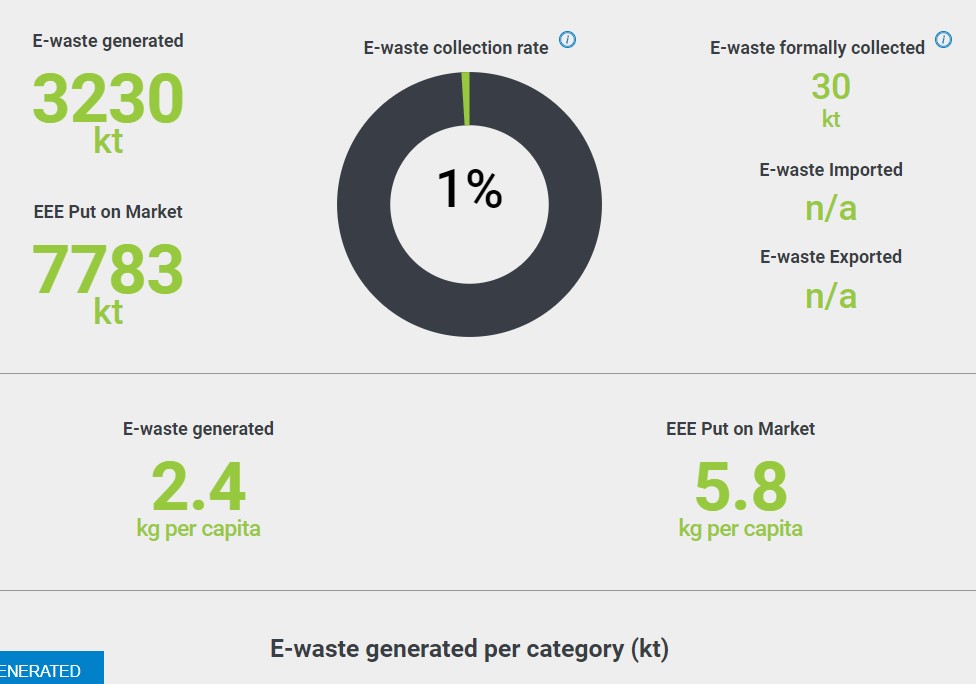 E-waste generated
3230
kt
EEE Put on Market
7783
kt
E-waste collection rate
1%
E-waste formally collected
30
kt
E-waste Imported
n/a
E-waste Exported
n/a
E-waste generated
2.4
kg per capita
EEE Put on Market
5.8
kg per capita
E-waste generated per category (kt)
ENERATED